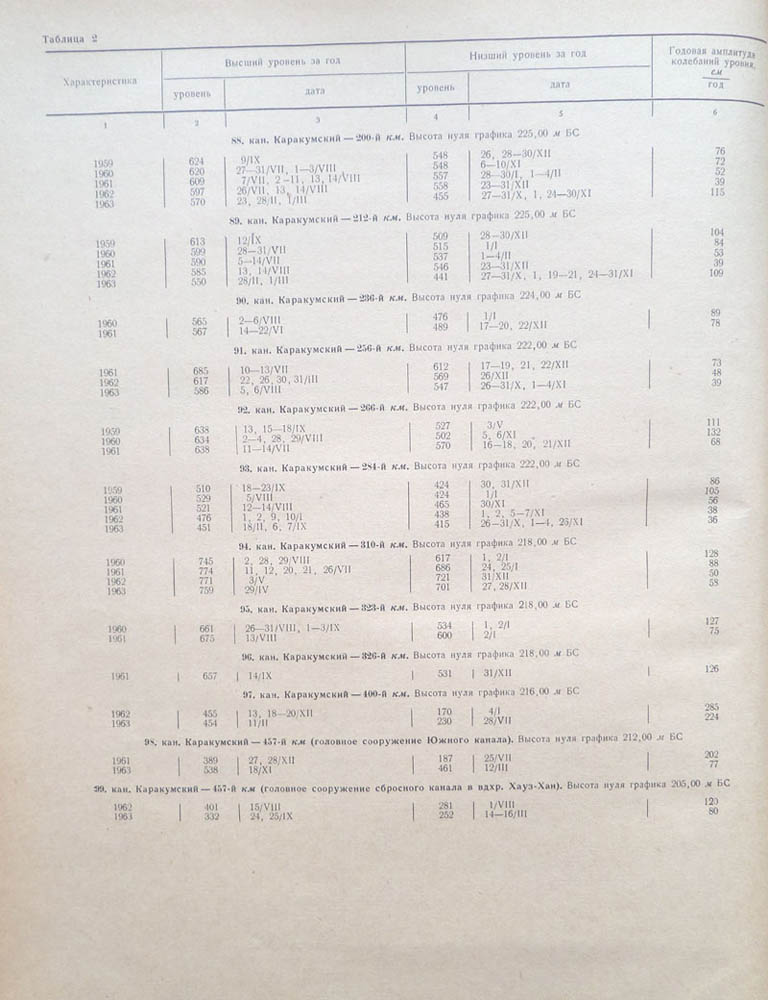 Таблица 2
Характеристика | Высший уровень за год | Низший уровень за год | Годовая амплитуда колебаний уровня, см/год
уровень | дата | уровень | дата
1 | 2 | 3 | 4 | 5 | 6
88. кан. Каракумский — 200-й км. Высота нуля графика 225,00 м БС
1959 | 624 | 9/IX | 548 | 26, 28—30/XII | 76
1960 | 620 | 27—31/VII, 1—3/VIII | 548 | 6—10/XI | 72
1961 | 609 | 7/VII, 2—11, 13, 14/VIII | 557 | 28—30/I, 1—4/II | 52
1962 | 597 | 26/VII, 13, 14/VIII | 558 | 23—31/XII | 39
1963 | 570 | 23, 28/II, 1/III | 455 | 27—31/X, 1, 24—30/XI | 115
89. кан. Каракумский — 212-й км. Высота нуля графика 225,00 м БС
1959 | 613 | 12/IX | 509 | 28—30/XII | 104
1960 | 599 | 28—31/VII | 515 | 1/I | 84
1961 | 590 | 5—14/VII | 537 | 1—4/II | 53
1962 | 585 | 13, 14/VIII | 546 | 23—31/XII | 39
1963 | 550 | 28/II, 1/III | 441 | 27—31/X, 1, 19—21, 24—31/XI | 109
90. кан. Каракумский — 236-й км. Высота нуля графика 224,00 м БС
1960 | 565 | 2—6/VIII | 476 | 1/I | 89
1961 | 567 | 14—22/VI | 489 | 17—20, 22/XII | 78
91. кан. Каракумский — 256-й км. Высота нуля графика 222,00 м БС
1961 | 685 | 10—13/VII | 612 | 17—19, 21, 22/XII | 73
1962 | 617 | 22, 26, 30, 31/III | 569 | 26/XII | 48
1963 | 586 | 5, 6/VIII | 547 | 26—31/X, 1—4/XI | 39
92. кан. Каракумский — 266-й км. Высота нуля графика 222,00 м БС
1959 | 638 | 13, 15—18/IX | 527 | 3/V | 111
1960 | 634 | 2—4, 28, 29/VIII | 502 | 5, 6/XI | 132
1961 | 638 | 11—14/VII | 570 | 16—18, 20, 21/XII | 68
93. кан. Каракумский — 284-й км. Высота нуля графика 222,00 м БС
1959 | 510 | 18—23/IX | 424 | 30, 31/XII | 86
1960 | 529 | 5/VIII | 424 | 1/I | 105
1961 | 521 | 12—14/VIII | 465 | 30/XI | 56
1962 | 476 | 1, 2, 9, 10/I | 438 | 1, 2, 5—7/XI | 38
1963 | 451 | 18/II, 6, 7/IX | 415 | 26—31/X, 1—4, 25/XI | 36
94. кан. Каракумский — 310-й км. Высота нуля графика 218,00 м БС
1960 | 745 | 2, 28, 29/VIII | 617 | 1, 2/I | 128
1961 | 774 | 11, 12, 20, 21, 26/VII | 686 | 24, 25/I | 88
1962 | 771 | 3/V | 721 | 31/XII | 50
1963 | 759 | 29/IV | 701 | 27, 28/XII | 58
95. кан. Каракумский — 323-й км. Высота нуля графика 218,00 м БС
1960 | 661 | 26—31/VIII, 1—3/IX | 534 | 1, 2/I | 127
1961 | 675 | 13/VIII | 600 | 2/I | 75
96. кан. Каракумский — 326-й км. Высота нуля графика 218,00 м БС
1961 | 657 | 14/IX | 531 | 31/XII | 126
97. кан. Каракумский — 400-й км. Высота нуля графика 216,00 м БС
1962 | 455 | 13, 18—20/XII | 170 | 4/I | 285
1963 | 454 | 11/II | 230 | 28/VII | 224
98. кан. Каракумский — 457-й км (головное сооружение Южного канала). Высота нуля графика 212,00 м БС
1961 | 389 | 27, 28/XII | 187 | 25/VII | 202
1963 | 538 | 18/XI | 461 | 12/III | 77
99. кан. Каракумский — 457-й км (головное сооружение сбросного канала в вдхр. Хауз-Хан). Высота нуля графика 205,00 м БС
1962 | 401 | 15/VIII | 281 | 1/VIII | 120
1963 | 332 | 24, 25/IX | 252 | 14—16/III | 80